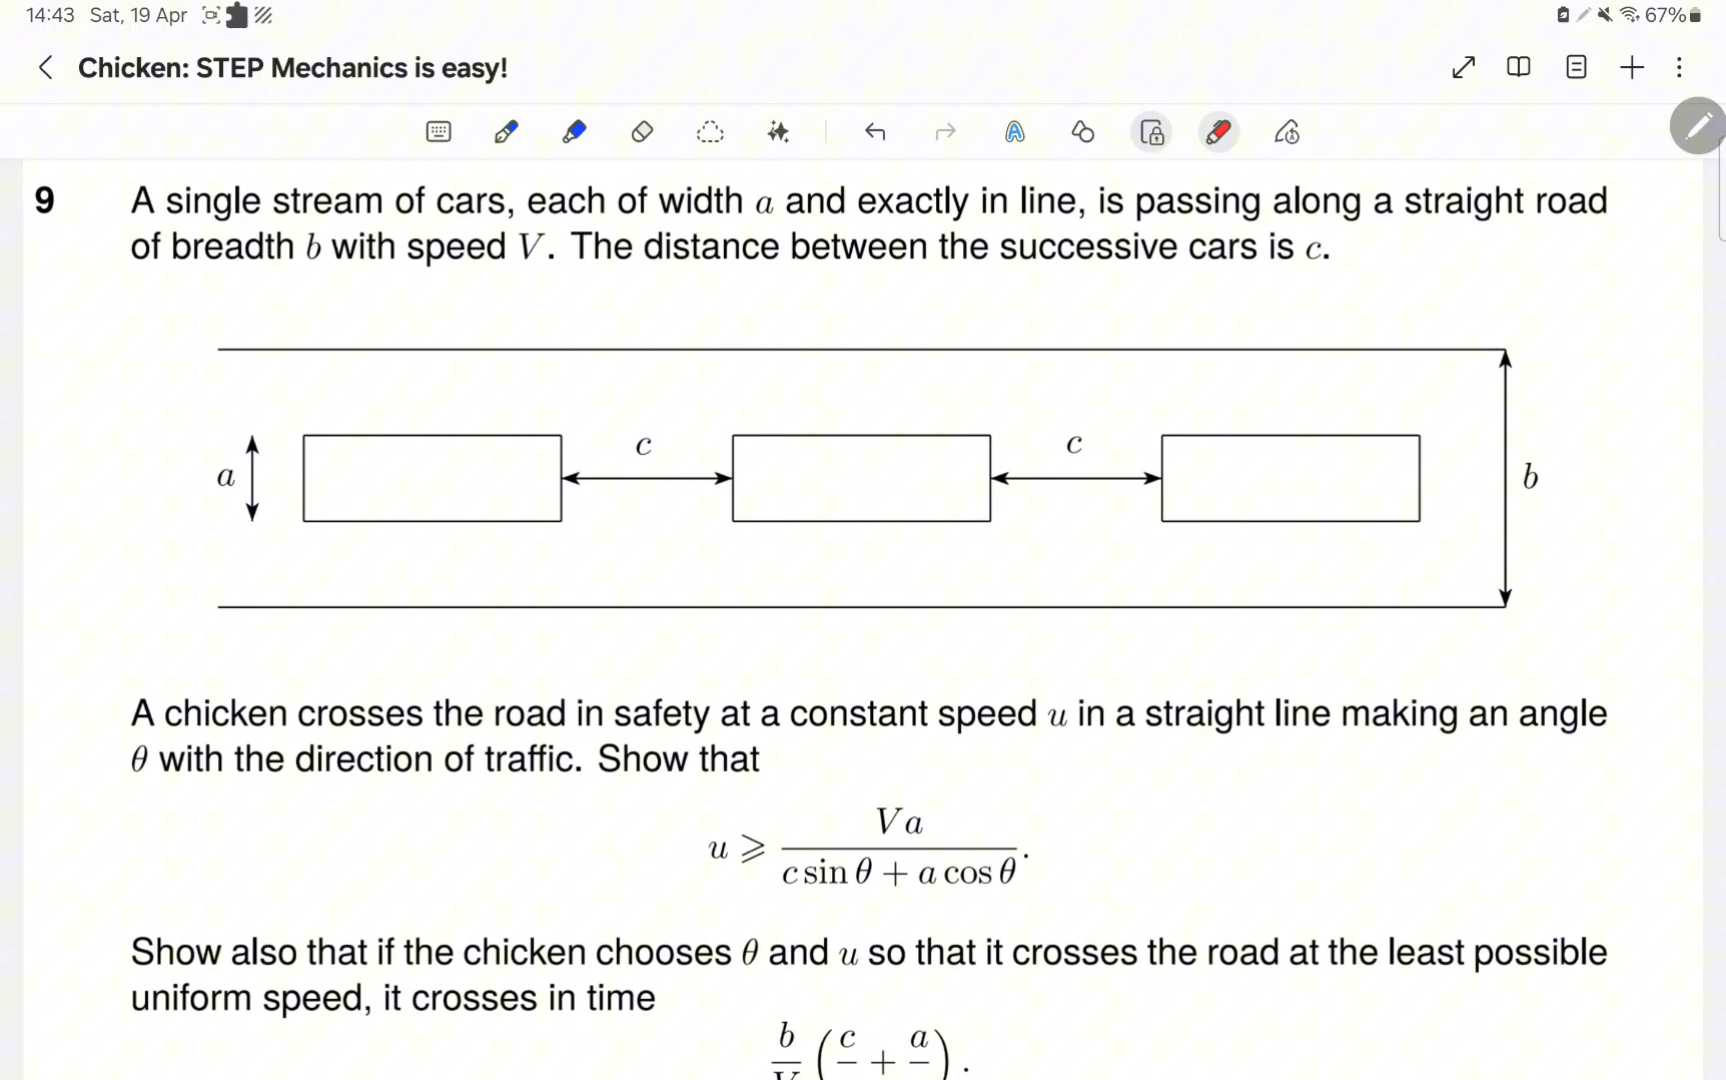 14:43 Sat, 19 Apr
67%
Chicken: STEP Mechanics is easy!
9 A single stream of cars, each of width a and exactly in line, is passing along a straight road
of breadth b with speed V. The distance between the successive cars is c.
c
c
a
b
A chicken crosses the road in safety at a constant speed u in a straight line making an angle
θ with the direction of traffic. Show that
u ⩾ Va / (c sin θ + a cos θ).
Show also that if the chicken chooses θ and u so that it crosses the road at the least possible
uniform speed, it crosses in time
b/V (c + a).